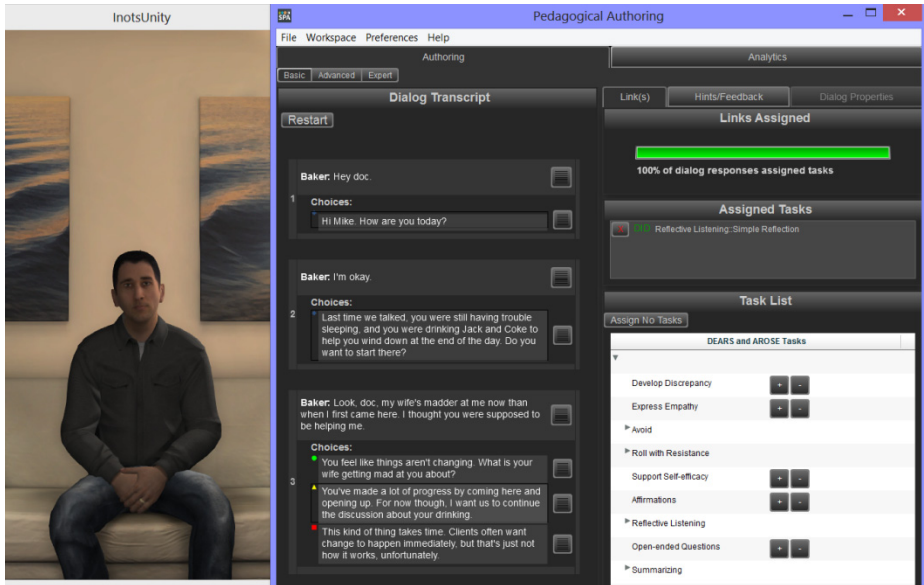 InotsUnity
SPA
Pedagogical Authoring
File Workspace Preferences Help
Authoring
Analytics
Basic Advanced Expert
Dialog Transcript
Restart
Baker: Hey doc.
1
Choices:
Hi Mike. How are you today?
Baker: I'm okay.
2
Choices:
Last time we talked, you were still having trouble
sleeping, and you were drinking Jack and Coke to
help you wind down at the end of the day. Do you
want to start there?
Baker: Look, doc, my wife's madder at me now than
when I first came here. I thought you were supposed to
be helping me.
3
Choices:
You feel like things aren't changing. What is your
wife getting mad at you about?
You've made a lot of progress by coming here and
opening up. For now though, I want us to continue
the discussion about your drinking.
This kind of thing takes time. Clients often want
change to happen immediately, but that's just not
how it works, unfortunately.
Link(s) Hints/Feedback Dialog Properties
Links Assigned
100% of dialog responses assigned tasks
Assigned Tasks
X DID Reflective Listening::Simple Reflection
Task List
Assign No Tasks
DEARS and AROSE Tasks
Develop Discrepancy + -
Express Empathy + -
Avoid
Roll with Resistance
Support Self-efficacy + -
Affirmations + -
Reflective Listening
Open-ended Questions + -
Summarizing